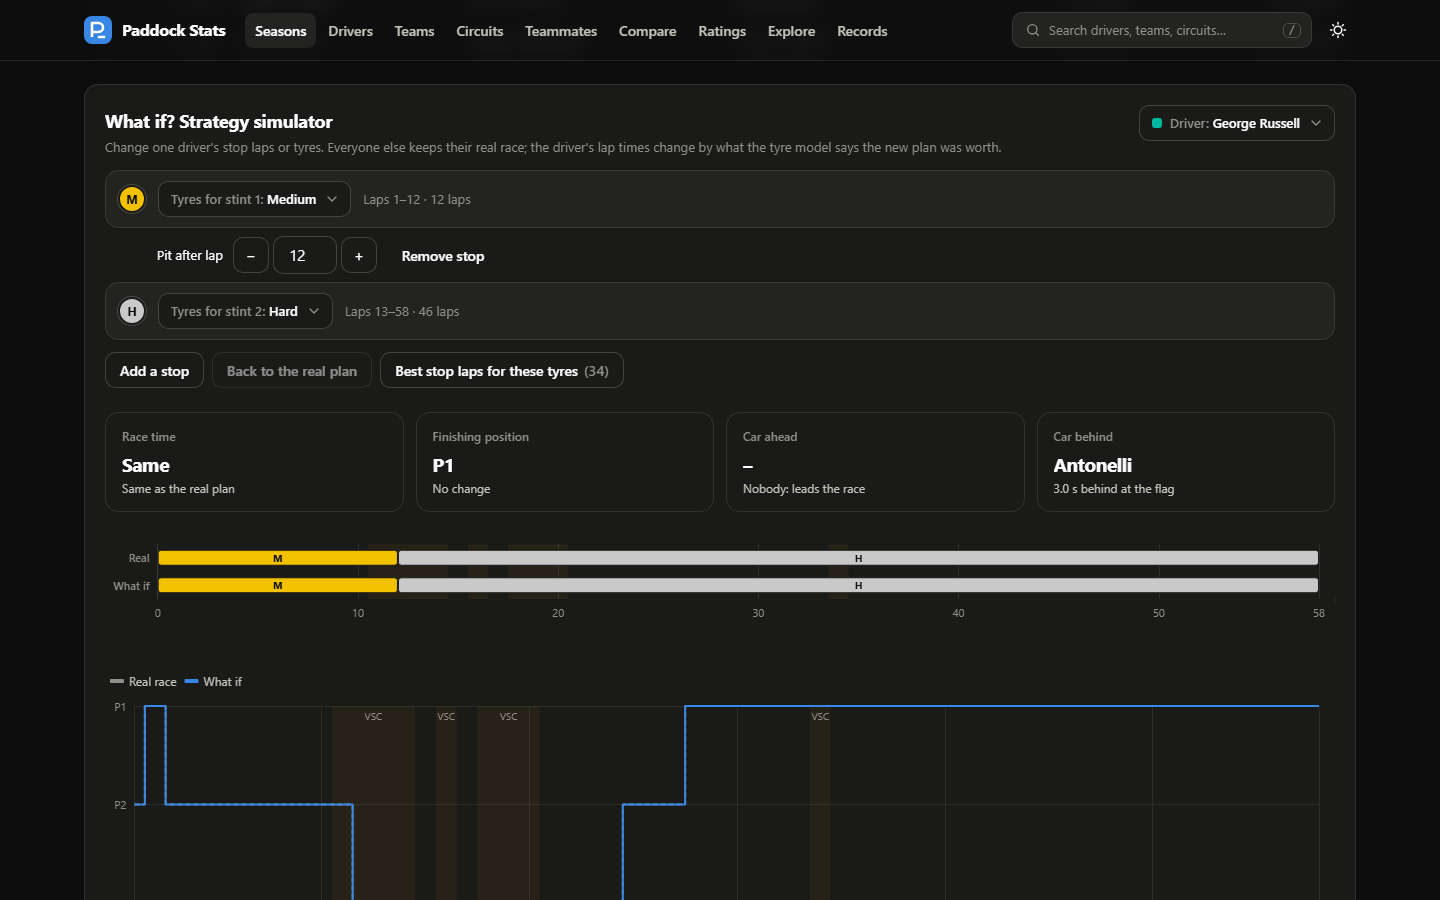 Paddock Stats
Seasons
Drivers
Teams
Circuits
Teammates
Compare
Ratings
Explore
Records
Search drivers, teams, circuits...
/
What if? Strategy simulator
Driver: George Russell
Change one driver's stop laps or tyres. Everyone else keeps their real race; the driver's lap times change by what the tyre model says the new plan was worth.
M
Tyres for stint 1: Medium
Laps 1–12 · 12 laps
Pit after lap
–
12
+
Remove stop
H
Tyres for stint 2: Hard
Laps 13–58 · 46 laps
Add a stop
Back to the real plan
Best stop laps for these tyres (34)
Race time
Same
Same as the real plan
Finishing position
P1
No change
Car ahead
–
Nobody: leads the race
Car behind
Antonelli
3.0 s behind at the flag
Real
M
H
What if
M
H
0
10
20
30
40
50
58
Real race
What if
P1
VSC
VSC
VSC
VSC
P2